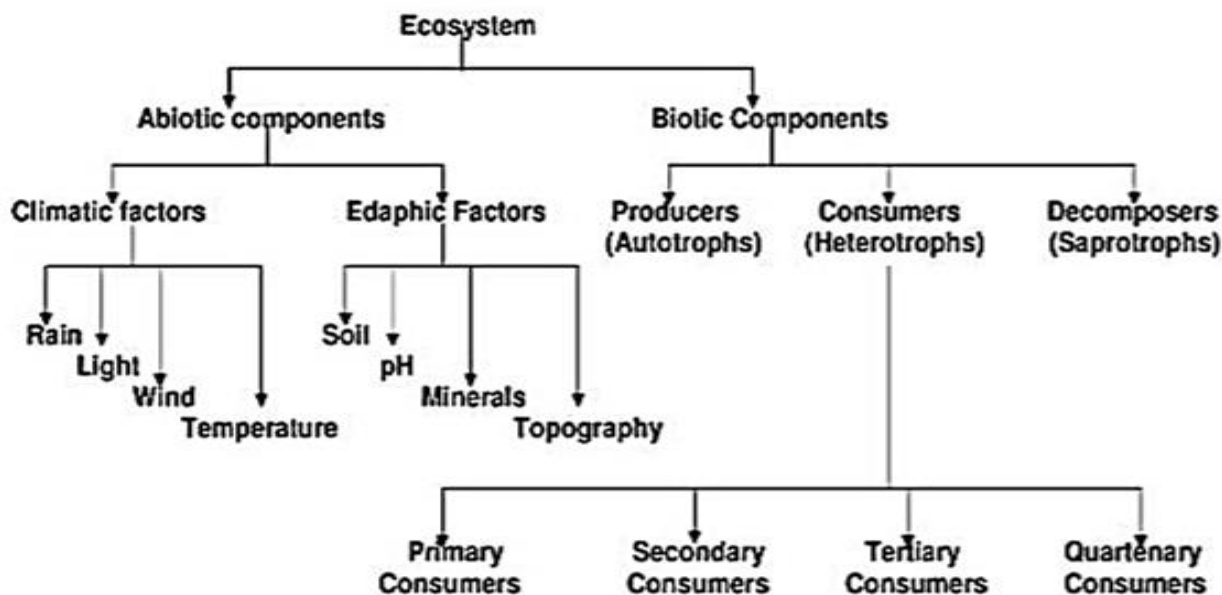 Ecosystem
Abiotic components
Biotic Components
Climatic factors
Edaphic Factors
Producers
(Autotrophs)
Consumers
(Heterotrophs)
Decomposers
(Saprotrophs)
Rain
Light
Wind
Temperature
Soil
pH
Minerals
Topography
Primary
Consumers
Secondary
Consumers
Tertiary
Consumers
Quartenary
Consumers